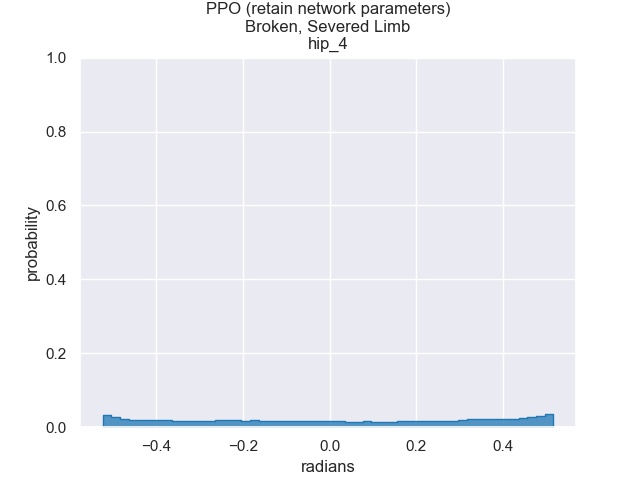 PPO (retain network parameters)
Broken, Severed Limb
hip_4
1.0
0.8
0.6
0.4
0.2
0.0
probability
−0.4
−0.2
0.0
0.2
0.4
radians